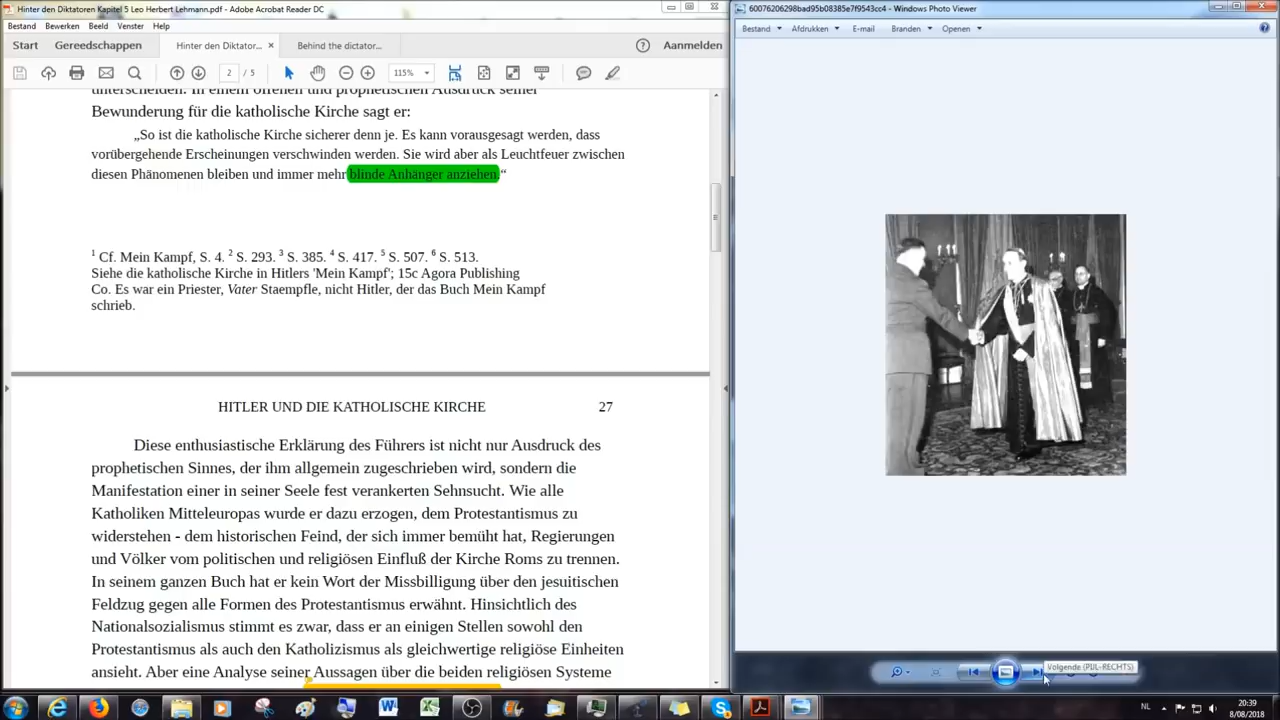 Hinter den Diktatoren Kapitel 5 Leo Herbert Lehmann.pdf - Adobe Acrobat Reader DC
Bestand Bewerken Beeld Venster Help
Start Gereedschappen Hinter den Diktator... × Behind the dictator... Aanmelden
2 / 5 115%
unterscheiden. In einem offenen und prophetischen Ausdruck seiner
Bewunderung für die katholische Kirche sagt er:
„So ist die katholische Kirche sicherer denn je. Es kann vorausgesagt werden, dass
vorübergehende Erscheinungen verschwinden werden. Sie wird aber als Leuchtfeuer zwischen
diesen Phänomenen bleiben und immer mehr blinde Anhänger anziehen.“
1 Cf. Mein Kampf, S. 4. 2 S. 293. 3 S. 385. 4 S. 417. 5 S. 507. 6 S. 513.
Siehe die katholische Kirche in Hitlers 'Mein Kampf'; 15c Agora Publishing
Co. Es war ein Priester, Vater Staempfle, nicht Hitler, der das Buch Mein Kampf
schrieb.
HITLER UND DIE KATHOLISCHE KIRCHE 27
Diese enthusiastische Erklärung des Führers ist nicht nur Ausdruck des
prophetischen Sinnes, der ihm allgemein zugeschrieben wird, sondern die
Manifestation einer in seiner Seele fest verankerten Sehnsucht. Wie alle
Katholiken Mitteleuropas wurde er dazu erzogen, dem Protestantismus zu
widerstehen - dem historischen Feind, der sich immer bemüht hat, Regierungen
und Völker vom politischen und religiösen Einfluß der Kirche Roms zu trennen.
In seinem ganzen Buch hat er kein Wort der Missbilligung über den jesuitischen
Feldzug gegen alle Formen des Protestantismus erwähnt. Hinsichtlich des
Nationalsozialismus stimmt es zwar, dass er an einigen Stellen sowohl den
Protestantismus als auch den Katholizismus als gleichwertige religiöse Einheiten
ansieht. Aber eine Analyse seiner Aussagen über die beiden religiösen Systeme
60076206298bad95b08385e7f9543cc4 - Windows Photo Viewer
Bestand Afdrukken E-mail Branden Openen
Volgende (PIJL-RECHTS)
NL 20:39
8/08/2018